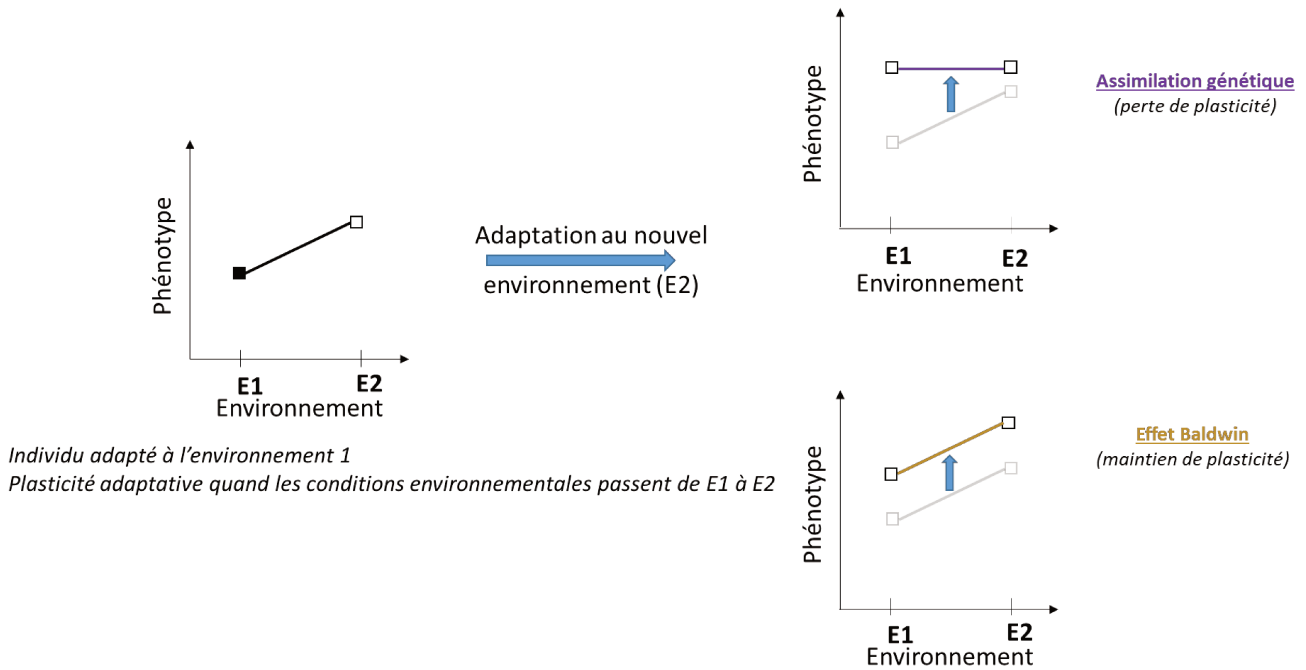 Phénotype
E1
E2
Environnement
Individu adapté à l'environnement 1
Plasticité adaptative quand les conditions environnementales passent de E1 à E2
Adaptation au nouvel
environnement (E2)
Phénotype
E1
E2
Environnement
Assimilation génétique
(perte de plasticité)
Phénotype
E1
E2
Environnement
Effet Baldwin
(maintien de plasticité)